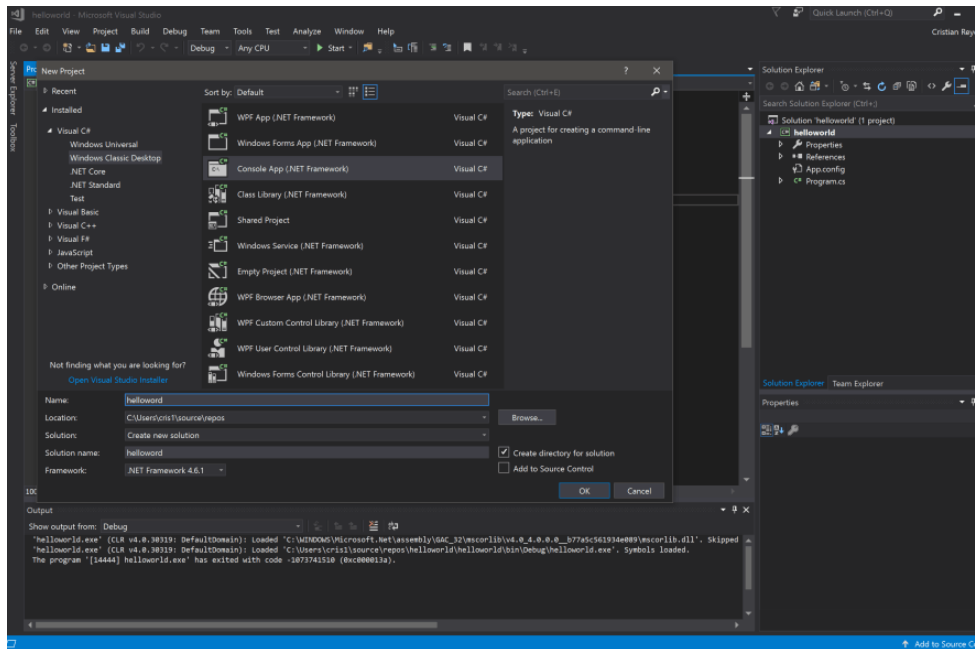 helloworld - Microsoft Visual Studio
Quick Launch (Ctrl+Q)
File Edit View Project Build Debug Team Tools Test Analyze Window Help
Cristian Ray
Debug Any CPU Start
Server Explorer
Toolbox
New Project
Recent
Installed
Visual C#
Windows Universal
Windows Classic Desktop
.NET Core
.NET Standard
Test
Visual Basic
Visual C++
Visual F#
JavaScript
Other Project Types
Online
Not finding what you are looking for?
Open Visual Studio Installer
Sort by: Default
Search (Ctrl+E)
WPF App (.NET Framework) Visual C#
Windows Forms App (.NET Framework) Visual C#
Console App (.NET Framework) Visual C#
Class Library (.NET Framework) Visual C#
Shared Project Visual C#
Windows Service (.NET Framework) Visual C#
Empty Project (.NET Framework) Visual C#
WPF Browser App (.NET Framework) Visual C#
WPF Custom Control Library (.NET Framework) Visual C#
WPF User Control Library (.NET Framework) Visual C#
Windows Forms Control Library (.NET Framework) Visual C#
Type: Visual C#
A project for creating a command-line
application
Name: helloword
Location: C:\Users\cris1\source\repos
Browse...
Solution: Create new solution
Solution name: helloword
Create directory for solution
Framework: .NET Framework 4.6.1
Add to Source Control
OK Cancel
Solution Explorer
Search Solution Explorer (Ctrl+;)
Solution 'helloworld' (1 project)
helloworld
Properties
References
App.config
Program.cs
Solution Explorer Team Explorer
Properties
Output
Show output from: Debug
'helloworld.exe' (CLR v4.0.30319: DefaultDomain): Loaded 'C:\WINDOWS\Microsoft.Net\assembly\GAC_32\mscorlib\v4.0_4.0.0.0__b77a5c561934e089\mscorlib.dll'. Skipped
'helloworld.exe' (CLR v4.0.30319: DefaultDomain): Loaded 'C:\Users\cris1\source\repos\helloworld\helloworld\bin\Debug\helloworld.exe'. Symbols loaded.
The program '[14444] helloworld.exe' has exited with code -1073741510 (0xc000013a).
Add to Source